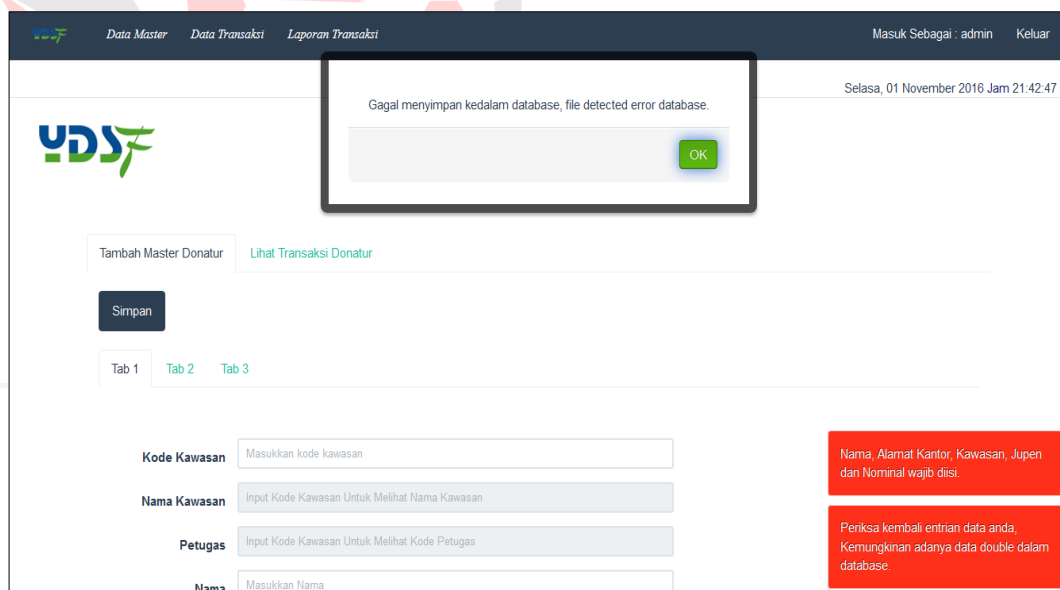 YDSF Data Master Data Transaksi Laporan Transaksi Masuk Sebagai : admin Keluar
Selasa, 01 November 2016 Jam 21:42:47
Gagal menyimpan kedalam database, file detected error database.
OK
YDSF
Tambah Master Donatur Lihat Transaksi Donatur
Simpan
Tab 1 Tab 2 Tab 3
Kode Kawasan Masukkan kode kawasan
Nama Kawasan Input Kode Kawasan Untuk Melihat Nama Kawasan
Petugas Input Kode Kawasan Untuk Melihat Kode Petugas
Nama Masukkan Nama
Nama, Alamat Kantor, Kawasan, Jupen
dan Nominal wajib diisi.
Periksa kembali entrian data anda,
Kemungkinan adanya data double dalam
database.